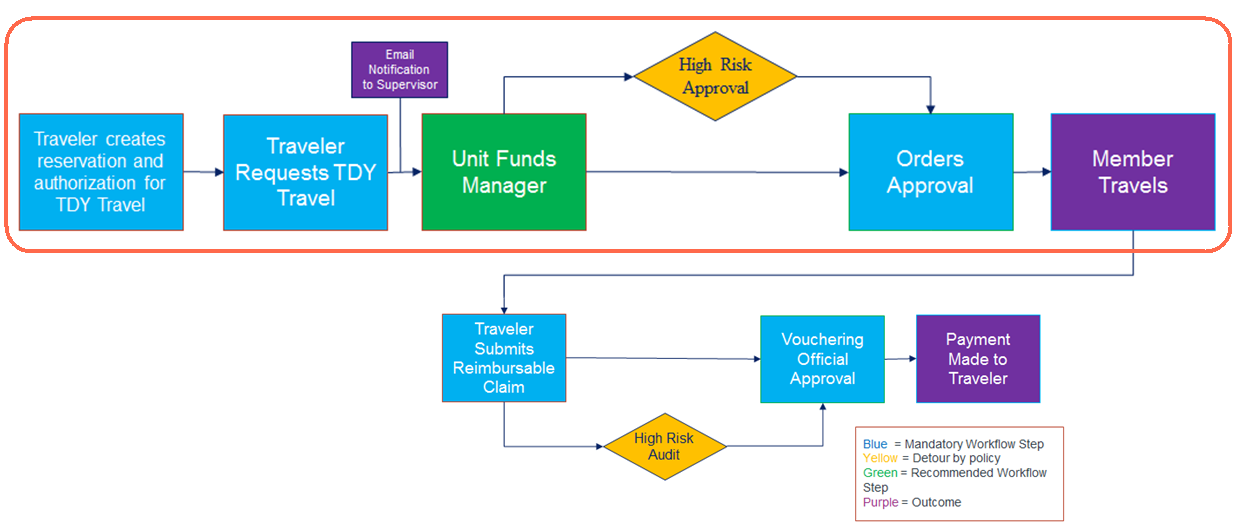 Email
Notification
to Supervisor
High Risk
Approval
Traveler creates
reservation and
authorization for
TDY Travel
Traveler
Requests TDY
Travel
Unit Funds
Manager
Orders
Approval
Member
Travels
Traveler
Submits
Reimbursable
Claim
Vouchering
Official
Approval
Payment
Made to
Traveler
High Risk
Audit
Blue = Mandatory Workflow Step
Yellow = Detour by policy
Green = Recommended Workflow
Step
Purple = Outcome